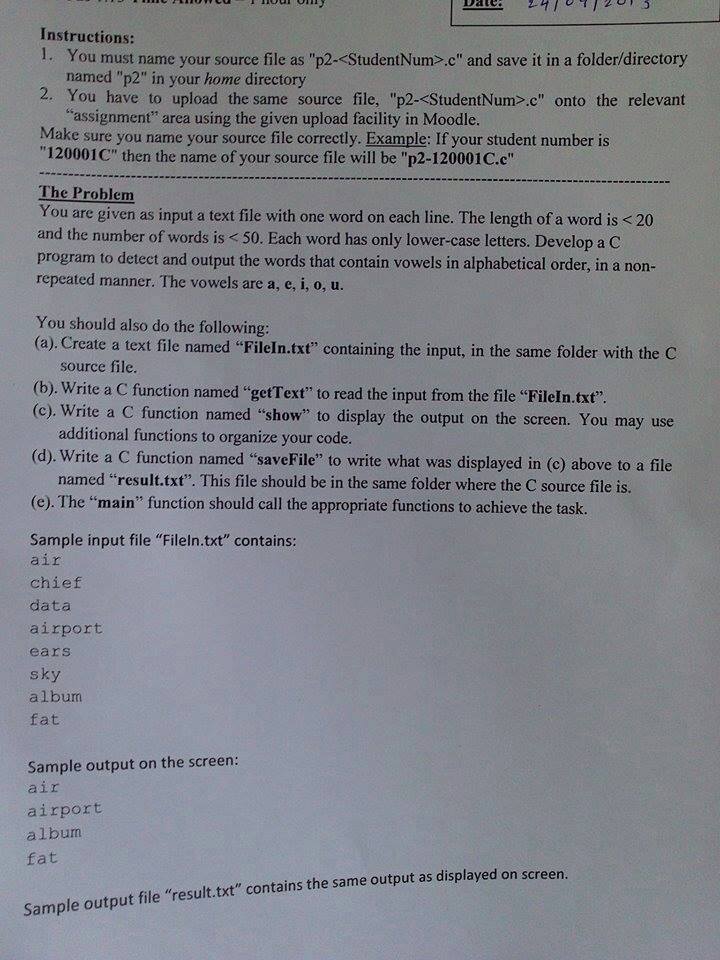 Date: 24/09/2013
Instructions:
1. You must name your source file as "p2-<StudentNum>.c" and save it in a folder/directory
named "p2" in your home directory
2. You have to upload the same source file, "p2-<StudentNum>.c" onto the relevant
“assignment” area using the given upload facility in Moodle.
Make sure you name your source file correctly. Example: If your student number is
"120001C" then the name of your source file will be "p2-120001C.c"
The Problem
You are given as input a text file with one word on each line. The length of a word is < 20
and the number of words is < 50. Each word has only lower-case letters. Develop a C
program to detect and output the words that contain vowels in alphabetical order, in a non-
repeated manner. The vowels are a, e, i, o, u.
You should also do the following:
(a). Create a text file named “FileIn.txt” containing the input, in the same folder with the C
source file.
(b). Write a C function named “getText” to read the input from the file “FileIn.txt”.
(c). Write a C function named “show” to display the output on the screen. You may use
additional functions to organize your code.
(d). Write a C function named “saveFile” to write what was displayed in (c) above to a file
named “result.txt”. This file should be in the same folder where the C source file is.
(e). The “main” function should call the appropriate functions to achieve the task.
Sample input file “FileIn.txt” contains:
air
chief
data
airport
ears
sky
album
fat
Sample output on the screen:
air
airport
album
fat
Sample output file “result.txt” contains the same output as displayed on screen.